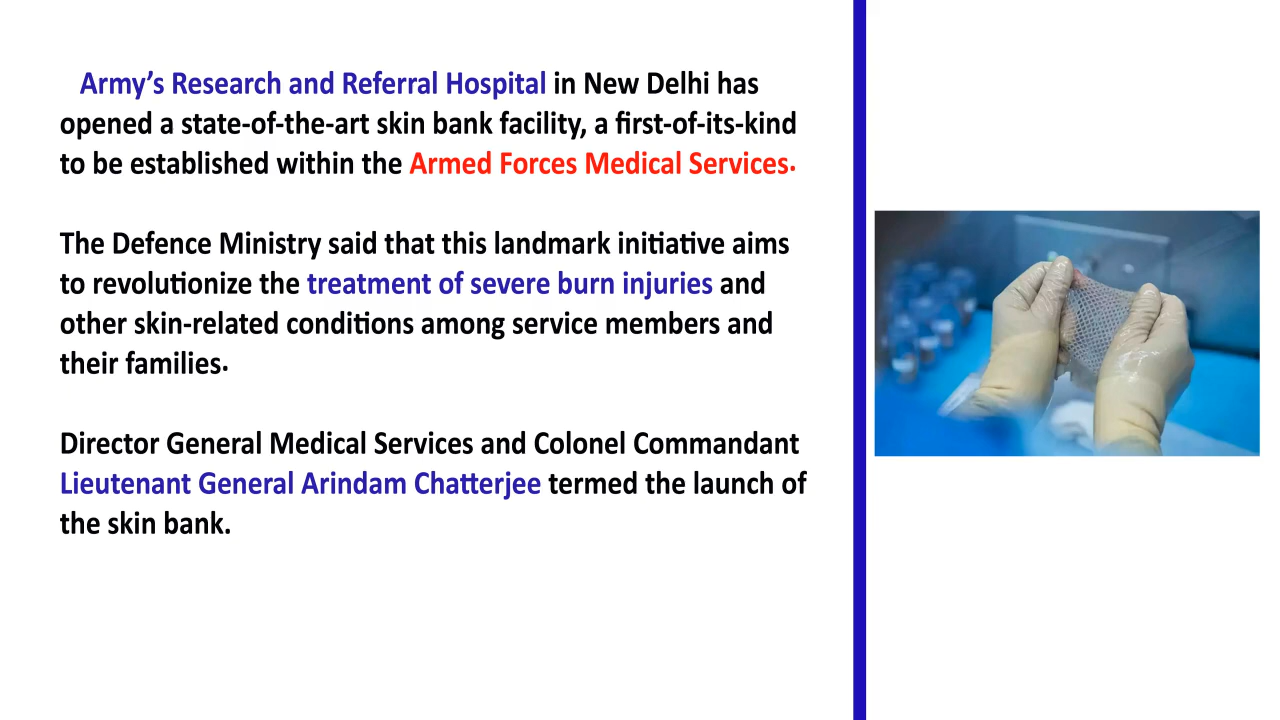 Army's Research and Referral Hospital in New Delhi has
opened a state-of-the-art skin bank facility, a first-of-its-kind
to be established within the Armed Forces Medical Services.
The Defence Ministry said that this landmark initiative aims
to revolutionize the treatment of severe burn injuries and
other skin-related conditions among service members and
their families.
Director General Medical Services and Colonel Commandant
Lieutenant General Arindam Chatterjee termed the launch of
the skin bank.